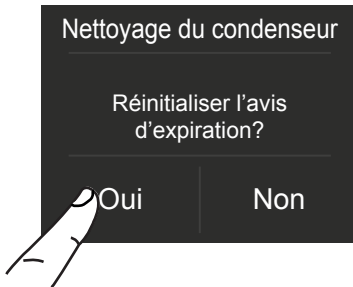 Nettoyage du condenseur
Réinitialiser l’avis
d’expiration?
Oui
Non